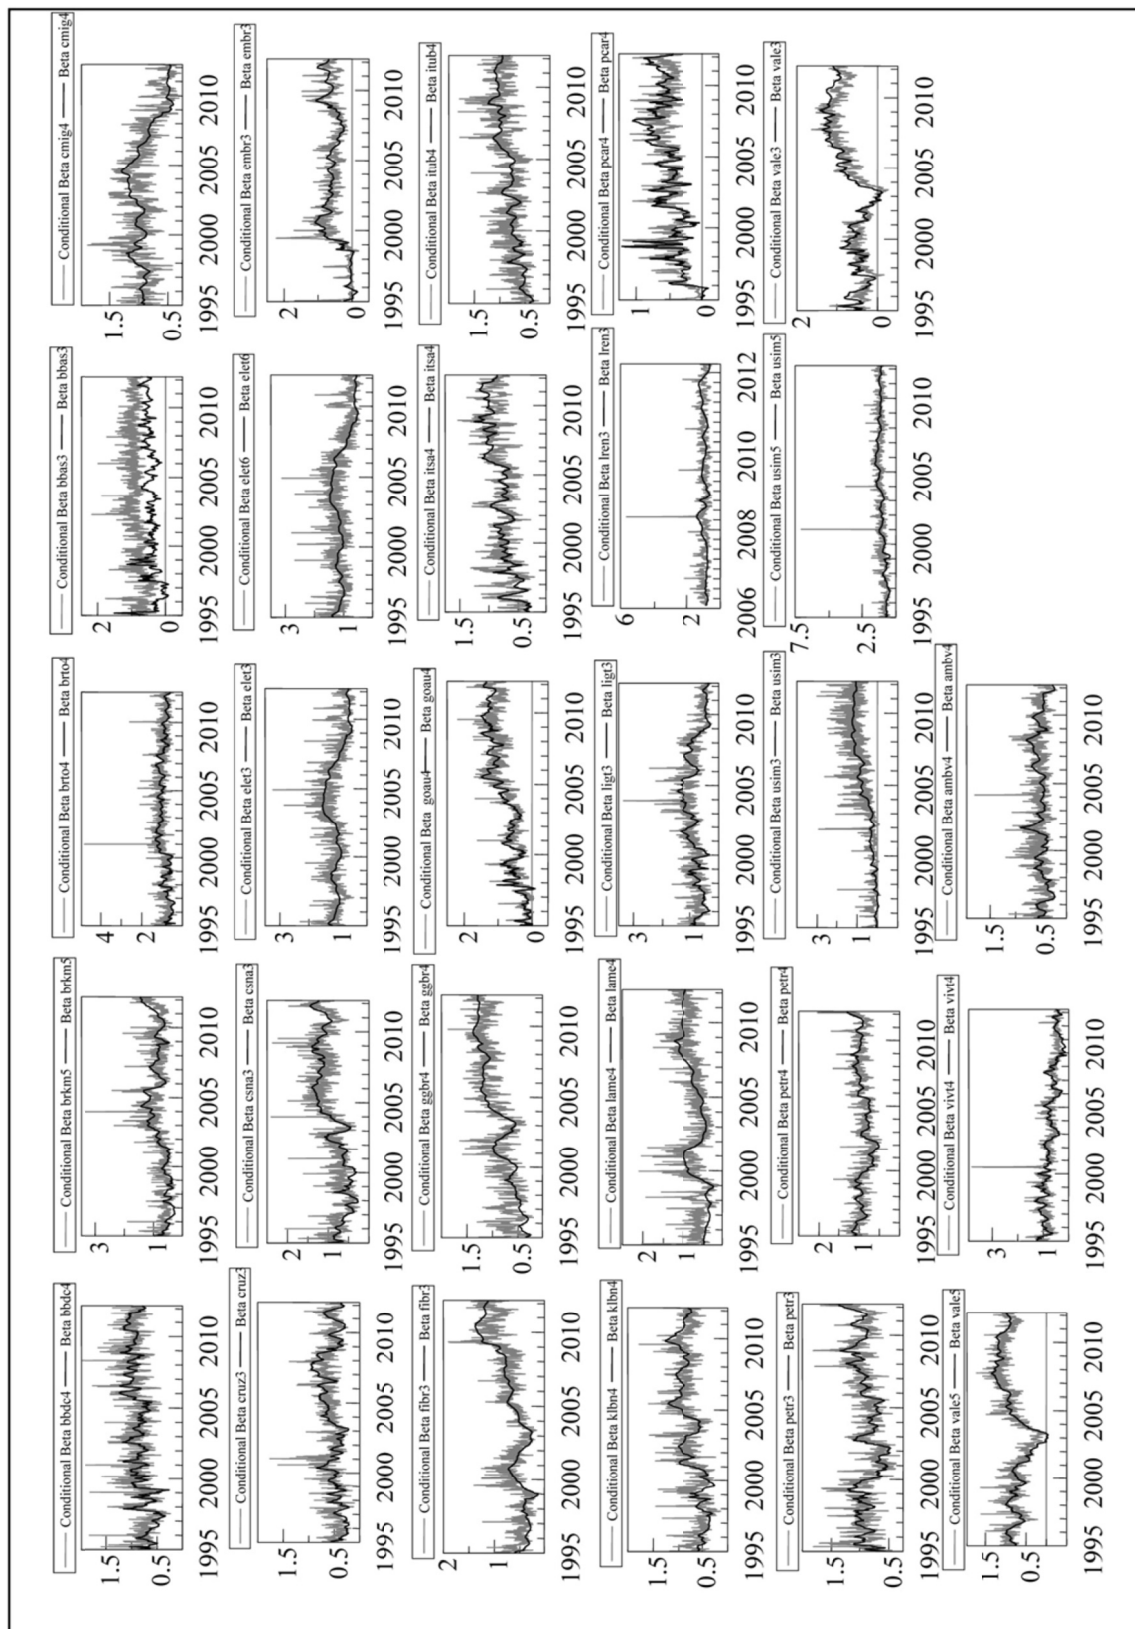 Conditional Beta bbdc4 Beta bbdc4
1.5
0.5
1995 2000 2005 2010
Conditional Beta brkm5 Beta brkm5
3
1
1995 2000 2005 2010
Conditional Beta brto4 Beta brto4
4
2
1995 2000 2005 2010
Conditional Beta bbas3 Beta bbas3
2
0
1995 2000 2005 2010
Conditional Beta cmig4 Beta cmig4
1.5
0.5
1995 2000 2005 2010
Conditional Beta cruz3 Beta cruz3
1.5
0.5
1995 2000 2005 2010
Conditional Beta csna3 Beta csna3
2
1
1995 2000 2005 2010
Conditional Beta elet3 Beta elet3
3
1
1995 2000 2005 2010
Conditional Beta elet6 Beta elet6
3
1
1995 2000 2005 2010
Conditional Beta embr3 Beta embr3
2
0
1995 2000 2005 2010
Conditional Beta fibr3 Beta fibr3
2
1
1995 2000 2005 2010
Conditional Beta ggbr4 Beta ggbr4
1.5
0.5
1995 2000 2005 2010
Conditional Beta goau4 Beta goau4
2
0
1995 2000 2005 2010
Conditional Beta itsa4 Beta itsa4
1.5
0.5
1995 2000 2005 2010
Conditional Beta itub4 Beta itub4
1.5
0.5
1995 2000 2005 2010
Conditional Beta klbn4 Beta klbn4
1.5
0.5
1995 2000 2005 2010
Conditional Beta lame4 Beta lame4
2
1
1995 2000 2005 2010
Conditional Beta ligt3 Beta ligt3
3
1
1995 2000 2005 2010
Conditional Beta lren3 Beta lren3
6
2
2006 2008 2010 2012
Conditional Beta pcar4 Beta pcar4
1
0
1995 2000 2005 2010
Conditional Beta petr3 Beta petr3
1.5
0.5
1995 2000 2005 2010
Conditional Beta petr4 Beta petr4
2
1
1995 2000 2005 2010
Conditional Beta usim3 Beta usim3
3
1
1995 2000 2005 2010
Conditional Beta usim5 Beta usim5
7.5
2.5
1995 2000 2005 2010
Conditional Beta vale3 Beta vale3
2
0
1995 2000 2005 2010
Conditional Beta vale5 Beta vale5
1.5
0.5
1995 2000 2005 2010
Conditional Beta vivt4 Beta vivt4
3
1
1995 2000 2005 2010
Conditional Beta ambv4 Beta ambv4
1.5
0.5
1995 2000 2005 2010